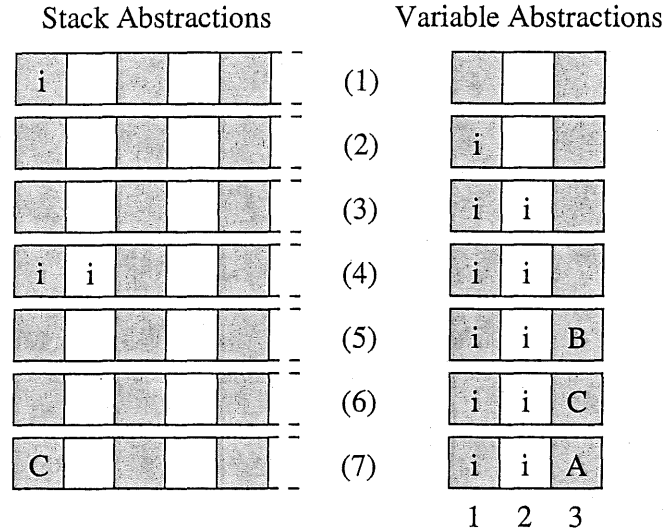 Stack Abstractions Variable Abstractions
i (1)
(2) i
(3) i i
i i (4) i i
(5) i i B
(6) i i C
C (7) i i A
1 2 3